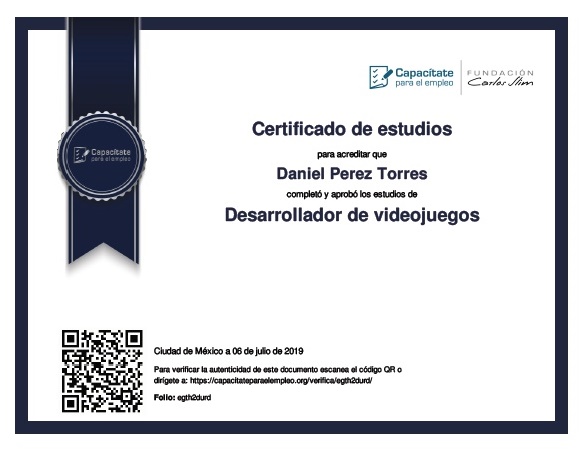 Capacítate
para el empleo
FUNDACIÓN
Carlos Slim
Certificado de estudios
para acreditar que
Daniel Perez Torres
completó y aprobó los estudios de
Desarrollador de videojuegos
Capacítate
para el empleo
Ciudad de México a 06 de julio de 2019
Para verificar la autenticidad de este documento escanea el código QR o
dirígete a: https://capacitateparaelempleo.org/verifica/egth2durd/
Folio: egth2durd